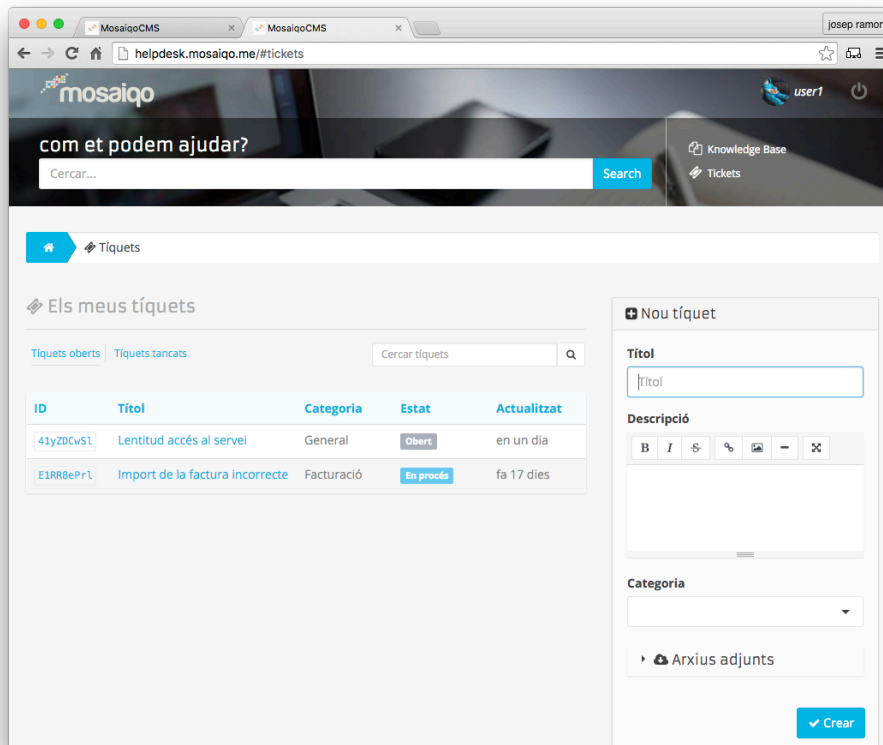 MosaiqoCMS
MosaiqoCMS
josep ramon
helpdesk.mosaiqo.me/#tickets
mosaiqo
user1
com et podem ajudar?
Cercar...
Search
Knowledge Base
Tickets
Tíquets
Els meus tíquets
Tíquets oberts
Tíquets tancats
Cercar tíquets
ID Títol Categoria Estat Actualitzat
41yZDCwSl Lentitud accés al servei General Obert en un dia
E1RR8ePrl Import de la factura incorrecte Facturació En procés fa 17 dies
Nou tíquet
Títol
Títol
Descripció
B I S
Categoria
Arxius adjunts
Crear